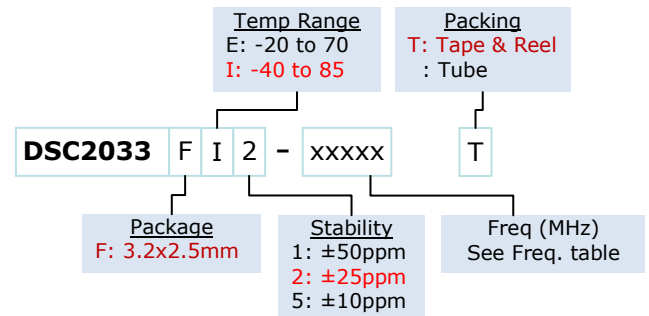 Temp Range
E: -20 to 70
I: -40 to 85
Packing
T: Tape & Reel
: Tube
DSC2033 F I 2 – xxxxx T
Package
F: 3.2x2.5mm
Stability
1: ±50ppm
2: ±25ppm
5: ±10ppm
Freq (MHz)
See Freq. table